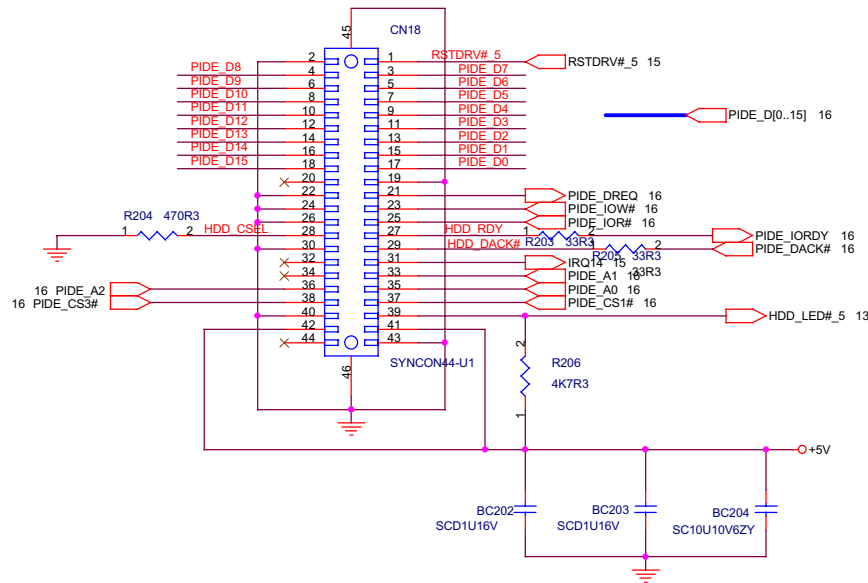 45
CN18
2 1 RSTDRV#_5 RSTDRV#_5 15
PIDE_D8 4 3 PIDE_D7
PIDE_D9 6 5 PIDE_D6
PIDE_D10 8 7 PIDE_D5
PIDE_D11 10 9 PIDE_D4 PIDE_D[0..15] 16
PIDE_D12 12 11 PIDE_D3
PIDE_D13 14 13 PIDE_D2
PIDE_D14 16 15 PIDE_D1
PIDE_D15 18 17 PIDE_D0
20 19
22 21 PIDE_DREQ 16
24 23 PIDE_IOW# 16
R204 470R3 26 25 PIDE_IOR# 16
1 2 HDD_CSEL 28 27 HDD_RDY 1 2 PIDE_IORDY 16
R203 33R3
30 29 HDD_DACK# 1 2 PIDE_DACK# 16
R205 33R3
32 31 IRQ14 15
33R3
34 33 PIDE_A1 16
16 PIDE_A2 36 35 PIDE_A0 16
16 PIDE_CS3# 38 37 PIDE_CS1# 16
40 39 HDD_LED#_5 13
42 41
44 43
2
46 SYNCON44-U1 R206
4K7R3
1
+5V
BC202 BC203 BC204
SCD1U16V SCD1U16V SC10U10V6ZY